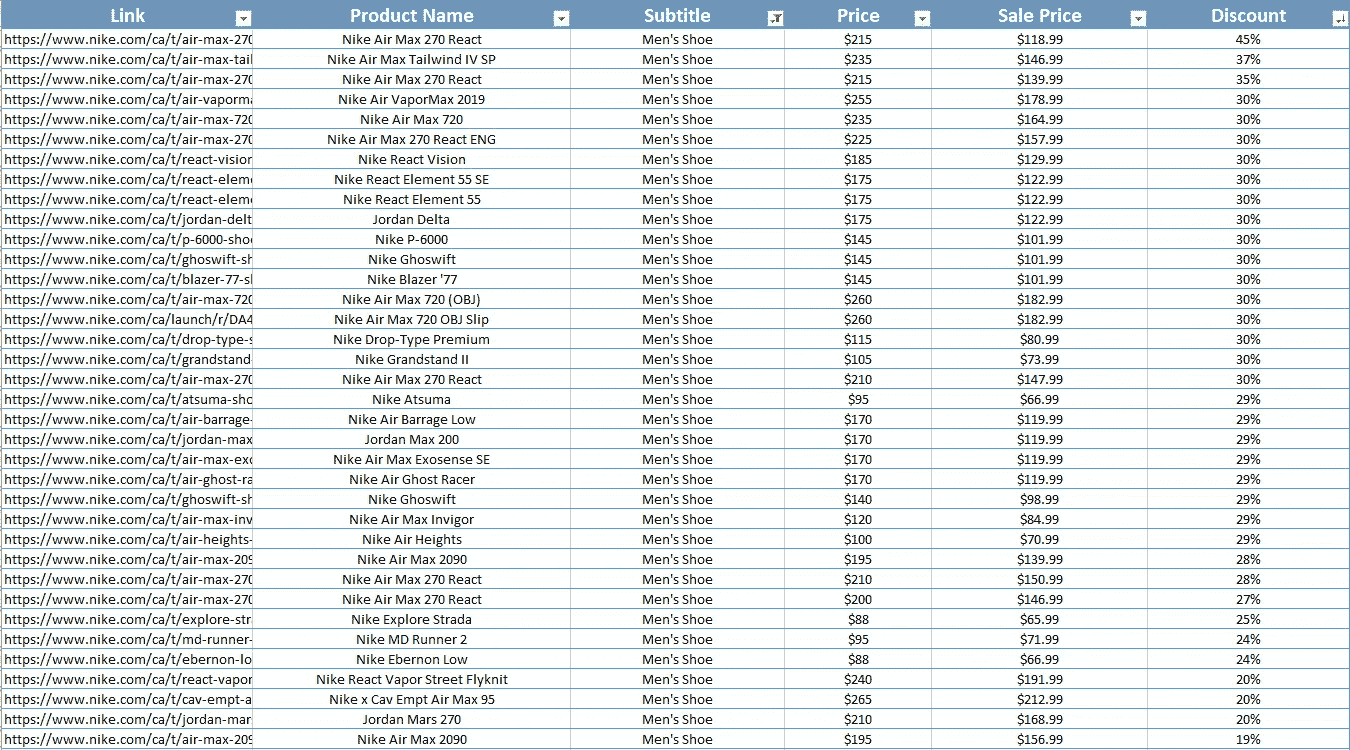 Link Product Name Subtitle Price Sale Price Discount
https://www.nike.com/ca/t/air-max-270 Nike Air Max 270 React Men's Shoe $215 $118.99 45%
https://www.nike.com/ca/t/air-max-tail Nike Air Max Tailwind IV SP Men's Shoe $235 $146.99 37%
https://www.nike.com/ca/t/air-max-270 Nike Air Max 270 React Men's Shoe $215 $139.99 35%
https://www.nike.com/ca/t/air-vaporma Nike Air VaporMax 2019 Men's Shoe $255 $178.99 30%
https://www.nike.com/ca/t/air-max-720 Nike Air Max 720 Men's Shoe $235 $164.99 30%
https://www.nike.com/ca/t/air-max-270 Nike Air Max 270 React ENG Men's Shoe $225 $157.99 30%
https://www.nike.com/ca/t/react-vision Nike React Vision Men's Shoe $185 $129.99 30%
https://www.nike.com/ca/t/react-eleme Nike React Element 55 SE Men's Shoe $175 $122.99 30%
https://www.nike.com/ca/t/react-eleme Nike React Element 55 Men's Shoe $175 $122.99 30%
https://www.nike.com/ca/t/jordan-delt Jordan Delta Men's Shoe $175 $122.99 30%
https://www.nike.com/ca/t/p-6000-shoe Nike P-6000 Men's Shoe $145 $101.99 30%
https://www.nike.com/ca/t/ghoswift-sh Nike Ghoswift Men's Shoe $145 $101.99 30%
https://www.nike.com/ca/t/blazer-77-sl Nike Blazer '77 Men's Shoe $145 $101.99 30%
https://www.nike.com/ca/t/air-max-720 Nike Air Max 720 (OBJ) Men's Shoe $260 $182.99 30%
https://www.nike.com/ca/launch/r/DA4 Nike Air Max 720 OBJ Slip Men's Shoe $260 $182.99 30%
https://www.nike.com/ca/t/drop-type-s Nike Drop-Type Premium Men's Shoe $115 $80.99 30%
https://www.nike.com/ca/t/grandstand- Nike Grandstand II Men's Shoe $105 $73.99 30%
https://www.nike.com/ca/t/air-max-270 Nike Air Max 270 React Men's Shoe $210 $147.99 30%
https://www.nike.com/ca/t/atsuma-sho Nike Atsuma Men's Shoe $95 $66.99 29%
https://www.nike.com/ca/t/air-barrage- Nike Air Barrage Low Men's Shoe $170 $119.99 29%
https://www.nike.com/ca/t/jordan-max Jordan Max 200 Men's Shoe $170 $119.99 29%
https://www.nike.com/ca/t/air-max-exo Nike Air Max Exosense SE Men's Shoe $170 $119.99 29%
https://www.nike.com/ca/t/air-ghost-ra Nike Air Ghost Racer Men's Shoe $170 $119.99 29%
https://www.nike.com/ca/t/ghoswift-sh Nike Ghoswift Men's Shoe $140 $98.99 29%
https://www.nike.com/ca/t/air-max-inv Nike Air Max Invigor Men's Shoe $120 $84.99 29%
https://www.nike.com/ca/t/air-heights- Nike Air Heights Men's Shoe $100 $70.99 29%
https://www.nike.com/ca/t/air-max-209 Nike Air Max 2090 Men's Shoe $195 $139.99 28%
https://www.nike.com/ca/t/air-max-270 Nike Air Max 270 React Men's Shoe $210 $150.99 28%
https://www.nike.com/ca/t/air-max-270 Nike Air Max 270 React Men's Shoe $200 $146.99 27%
https://www.nike.com/ca/t/explore-stra Nike Explore Strada Men's Shoe $88 $65.99 25%
https://www.nike.com/ca/t/md-runner- Nike MD Runner 2 Men's Shoe $95 $71.99 24%
https://www.nike.com/ca/t/ebernon-lo Nike Ebernon Low Men's Shoe $88 $66.99 24%
https://www.nike.com/ca/t/react-vapor Nike React Vapor Street Flyknit Men's Shoe $240 $191.99 20%
https://www.nike.com/ca/t/cav-empt-a Nike x Cav Empt Air Max 95 Men's Shoe $265 $212.99 20%
https://www.nike.com/ca/t/jordan-mar Jordan Mars 270 Men's Shoe $210 $168.99 20%
https://www.nike.com/ca/t/air-max-209 Nike Air Max 2090 Men's Shoe $195 $156.99 19%